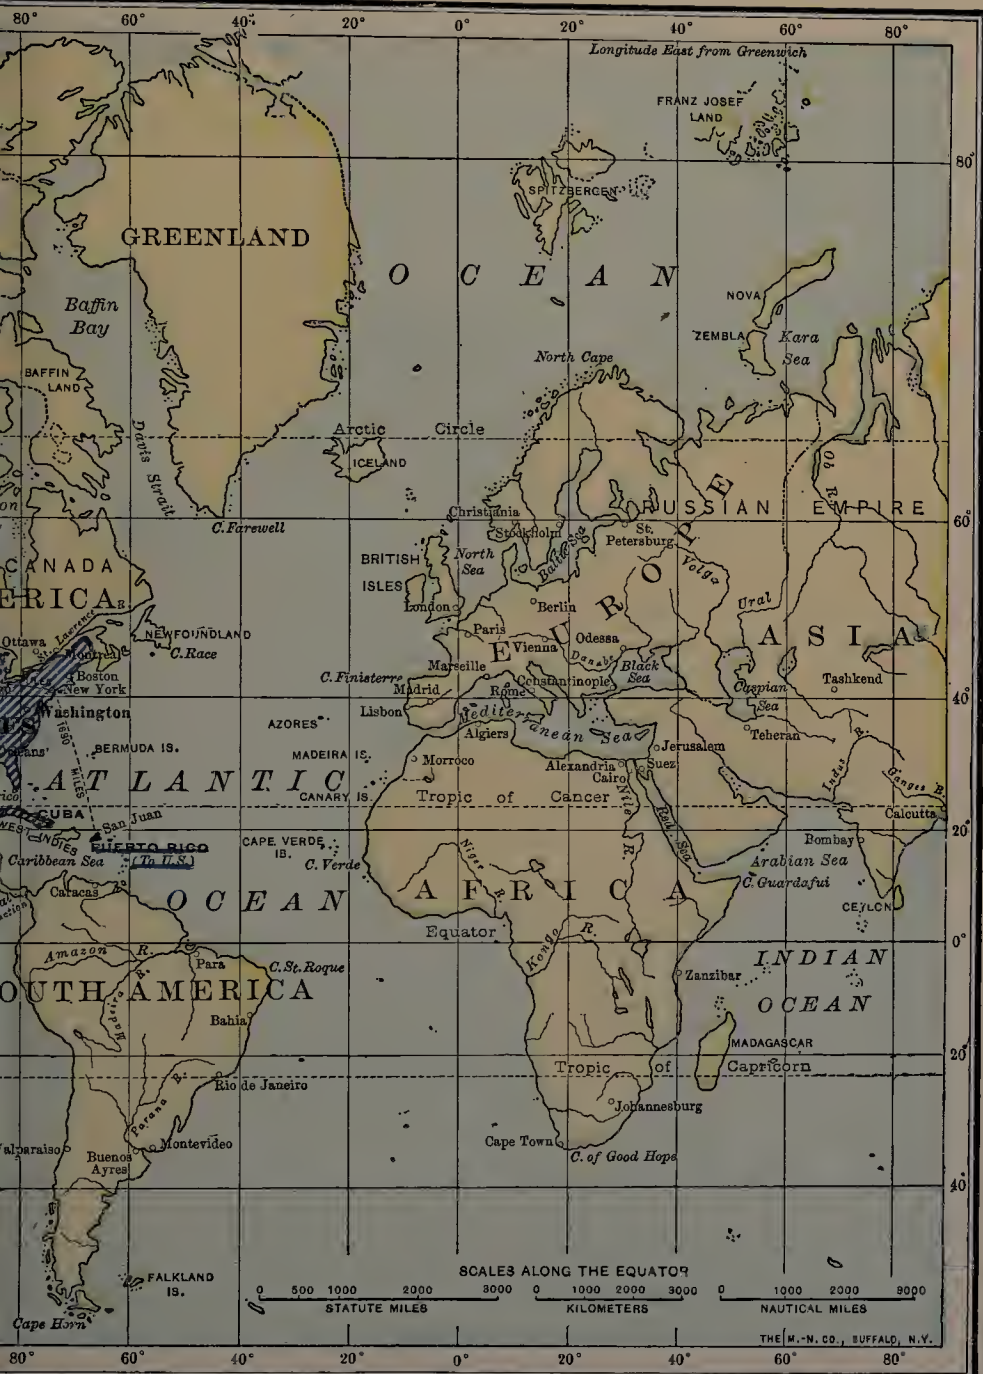 80° 60° 40° 20° 0° 20° 40° 60° 80°
Longitude East from Greenwich
FRANZ JOSEF
LAND
80°
SPITZBERGEN
GREENLAND
OCEAN
NOVA
ZEMBLA
Kara
Sea
Baffin
Bay
North Cape
BAFFIN
LAND
Davis Strait
Arctic Circle
ICELAND
Ob R.
EUROPE
RUSSIAN EMPIRE
C. Farewell
Christiania
Stockholm
St.
Petersburg
60°
BRITISH
ISLES
North
Sea
Baltic Sea
Volga
CANADA
London
Berlin
Ural
ASIA
R.
NEWFOUNDLAND
C. Race
Ottawa
Lawrence
Montreal
Paris
Vienna
Odessa
Danube
Black
Sea
Boston
New York
C. Finisterre
Marseille
Madrid
Rome
Constantinople
Caspian
Sea
Tashkend
40°
Washington
Lisbon
Mediterranean Sea
Algiers
Teheran
AZORES
Jerusalem
1690 MILES
BERMUDA IS.
MADEIRA IS.
Morroco
Alexandria
Suez
Cairo
Indus R.
Ganges R.
ATLANTIC
CANARY IS.
Tropic of Cancer
Nile R.
Calcutta
CUBA
San Juan
20°
WEST INDIES
PUERTO RICO
(To U.S.)
CAPE VERDE
IS.
C. Verde
Red Sea
Bombay
Arabian Sea
Caribbean Sea
Niger R.
C. Guardafui
Caracas
OCEAN
AFRICA
CEYLON
Equator
0°
Amazon R.
Kongo R.
INDIAN
OCEAN
Para
C. St. Roque
Zanzibar
SOUTH AMERICA
Madeira R.
Bahia
MADAGASCAR
20°
Tropic of Capricorn
Rio de Janeiro
Parana R.
Johannesburg
Valparaiso
Buenos
Ayres
Montevideo
Cape Town
C. of Good Hope
40°
FALKLAND
IS.
Cape Horn
SCALES ALONG THE EQUATOR
0 500 1000 2000 3000
STATUTE MILES
0 1000 2000 3000
KILOMETERS
0 1000 2000 3000
NAUTICAL MILES
THE M.-N. CO., BUFFALO, N.Y.
80° 60° 40° 20° 0° 20° 40° 60° 80°